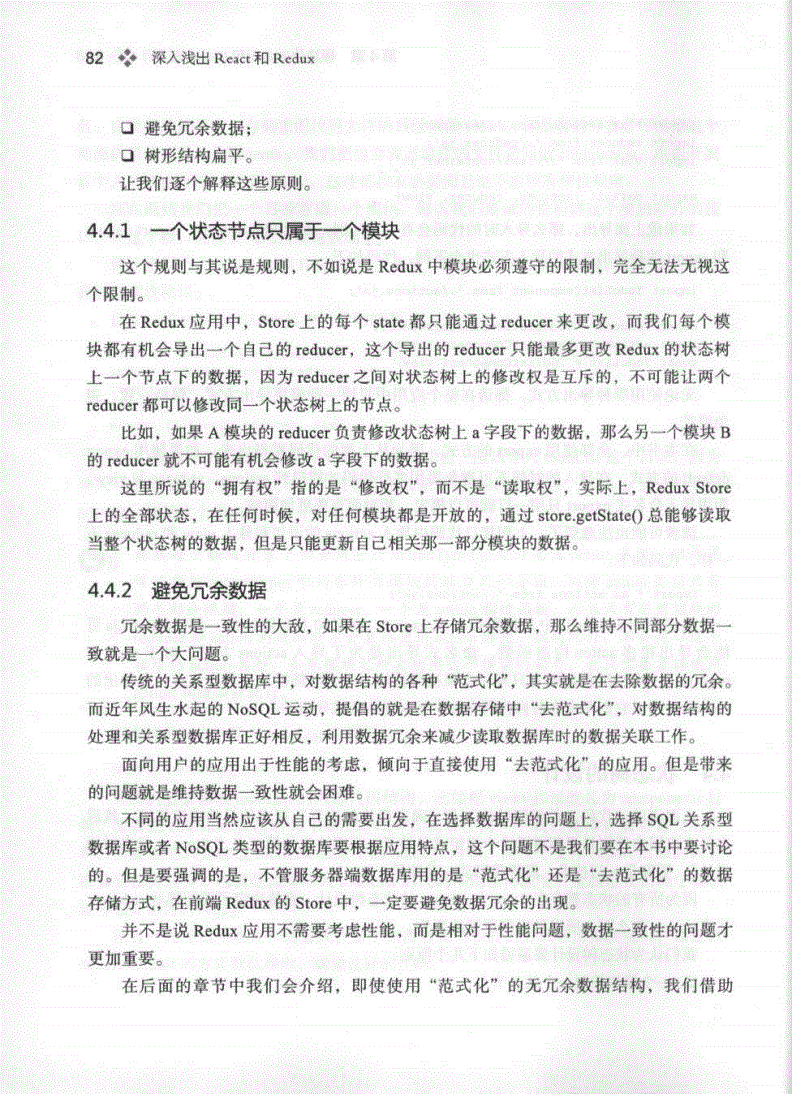 82 深入浅出 React 和 Redux
❑ 避免冗余数据；
❑ 树形结构扁平。
让我们逐个解释这些原则。
4.4.1 一个状态节点只属于一个模块
这个规则与其说是规则，不如说是 Redux 中模块必须遵守的限制，完全无法无视这
个限制。
在 Redux 应用中，Store 上的每个 state 都只能通过 reducer 来更改，而我们每个模
块都有机会导出一个自己的 reducer，这个导出的 reducer 只能最多更改 Redux 的状态树
上一个节点下的数据，因为 reducer 之间对状态树上的修改权是互斥的，不可能让两个
reducer 都可以修改同一个状态树上的节点。
比如，如果 A 模块的 reducer 负责修改状态树上 a 字段下的数据，那么另一个模块 B
的 reducer 就不可能有机会修改 a 字段下的数据。
这里所说的“拥有权”指的是“修改权”，而不是“读取权”，实际上，Redux Store
上的全部状态，在任何时候，对任何模块都是开放的，通过 store.getState() 总能够读取
当整个状态树的数据，但是只能更新自己相关那一部分模块的数据。
4.4.2 避免冗余数据
冗余数据是一致性的大敌，如果在 Store 上存储冗余数据，那么维持不同部分数据一
致就是一个大问题。
传统的关系型数据库中，对数据结构的各种“范式化”，其实就是在去除数据的冗余。
而近年风生水起的 NoSQL 运动，提倡的就是在数据存储中“去范式化”，对数据结构的
处理和关系型数据库正好相反，利用数据冗余来减少读取数据库时的数据关联工作。
面向用户的应用出于性能的考虑，倾向于直接使用“去范式化”的应用。但是带来
的问题就是维持数据一致性就会困难。
不同的应用当然应该从自己的需要出发，在选择数据库的问题上，选择 SQL 关系型
数据库或者 NoSQL 类型的数据库要根据应用特点，这个问题不是我们要在本书中要讨论
的。但是要强调的是，不管服务器端数据库用的是“范式化”还是“去范式化”的数据
存储方式，在前端 Redux 的 Store 中，一定要避免数据冗余的出现。
并不是说 Redux 应用不需要考虑性能，而是相对于性能问题，数据一致性的问题才
更加重要。
在后面的章节中我们会介绍，即使使用“范式化”的无冗余数据结构，我们借助